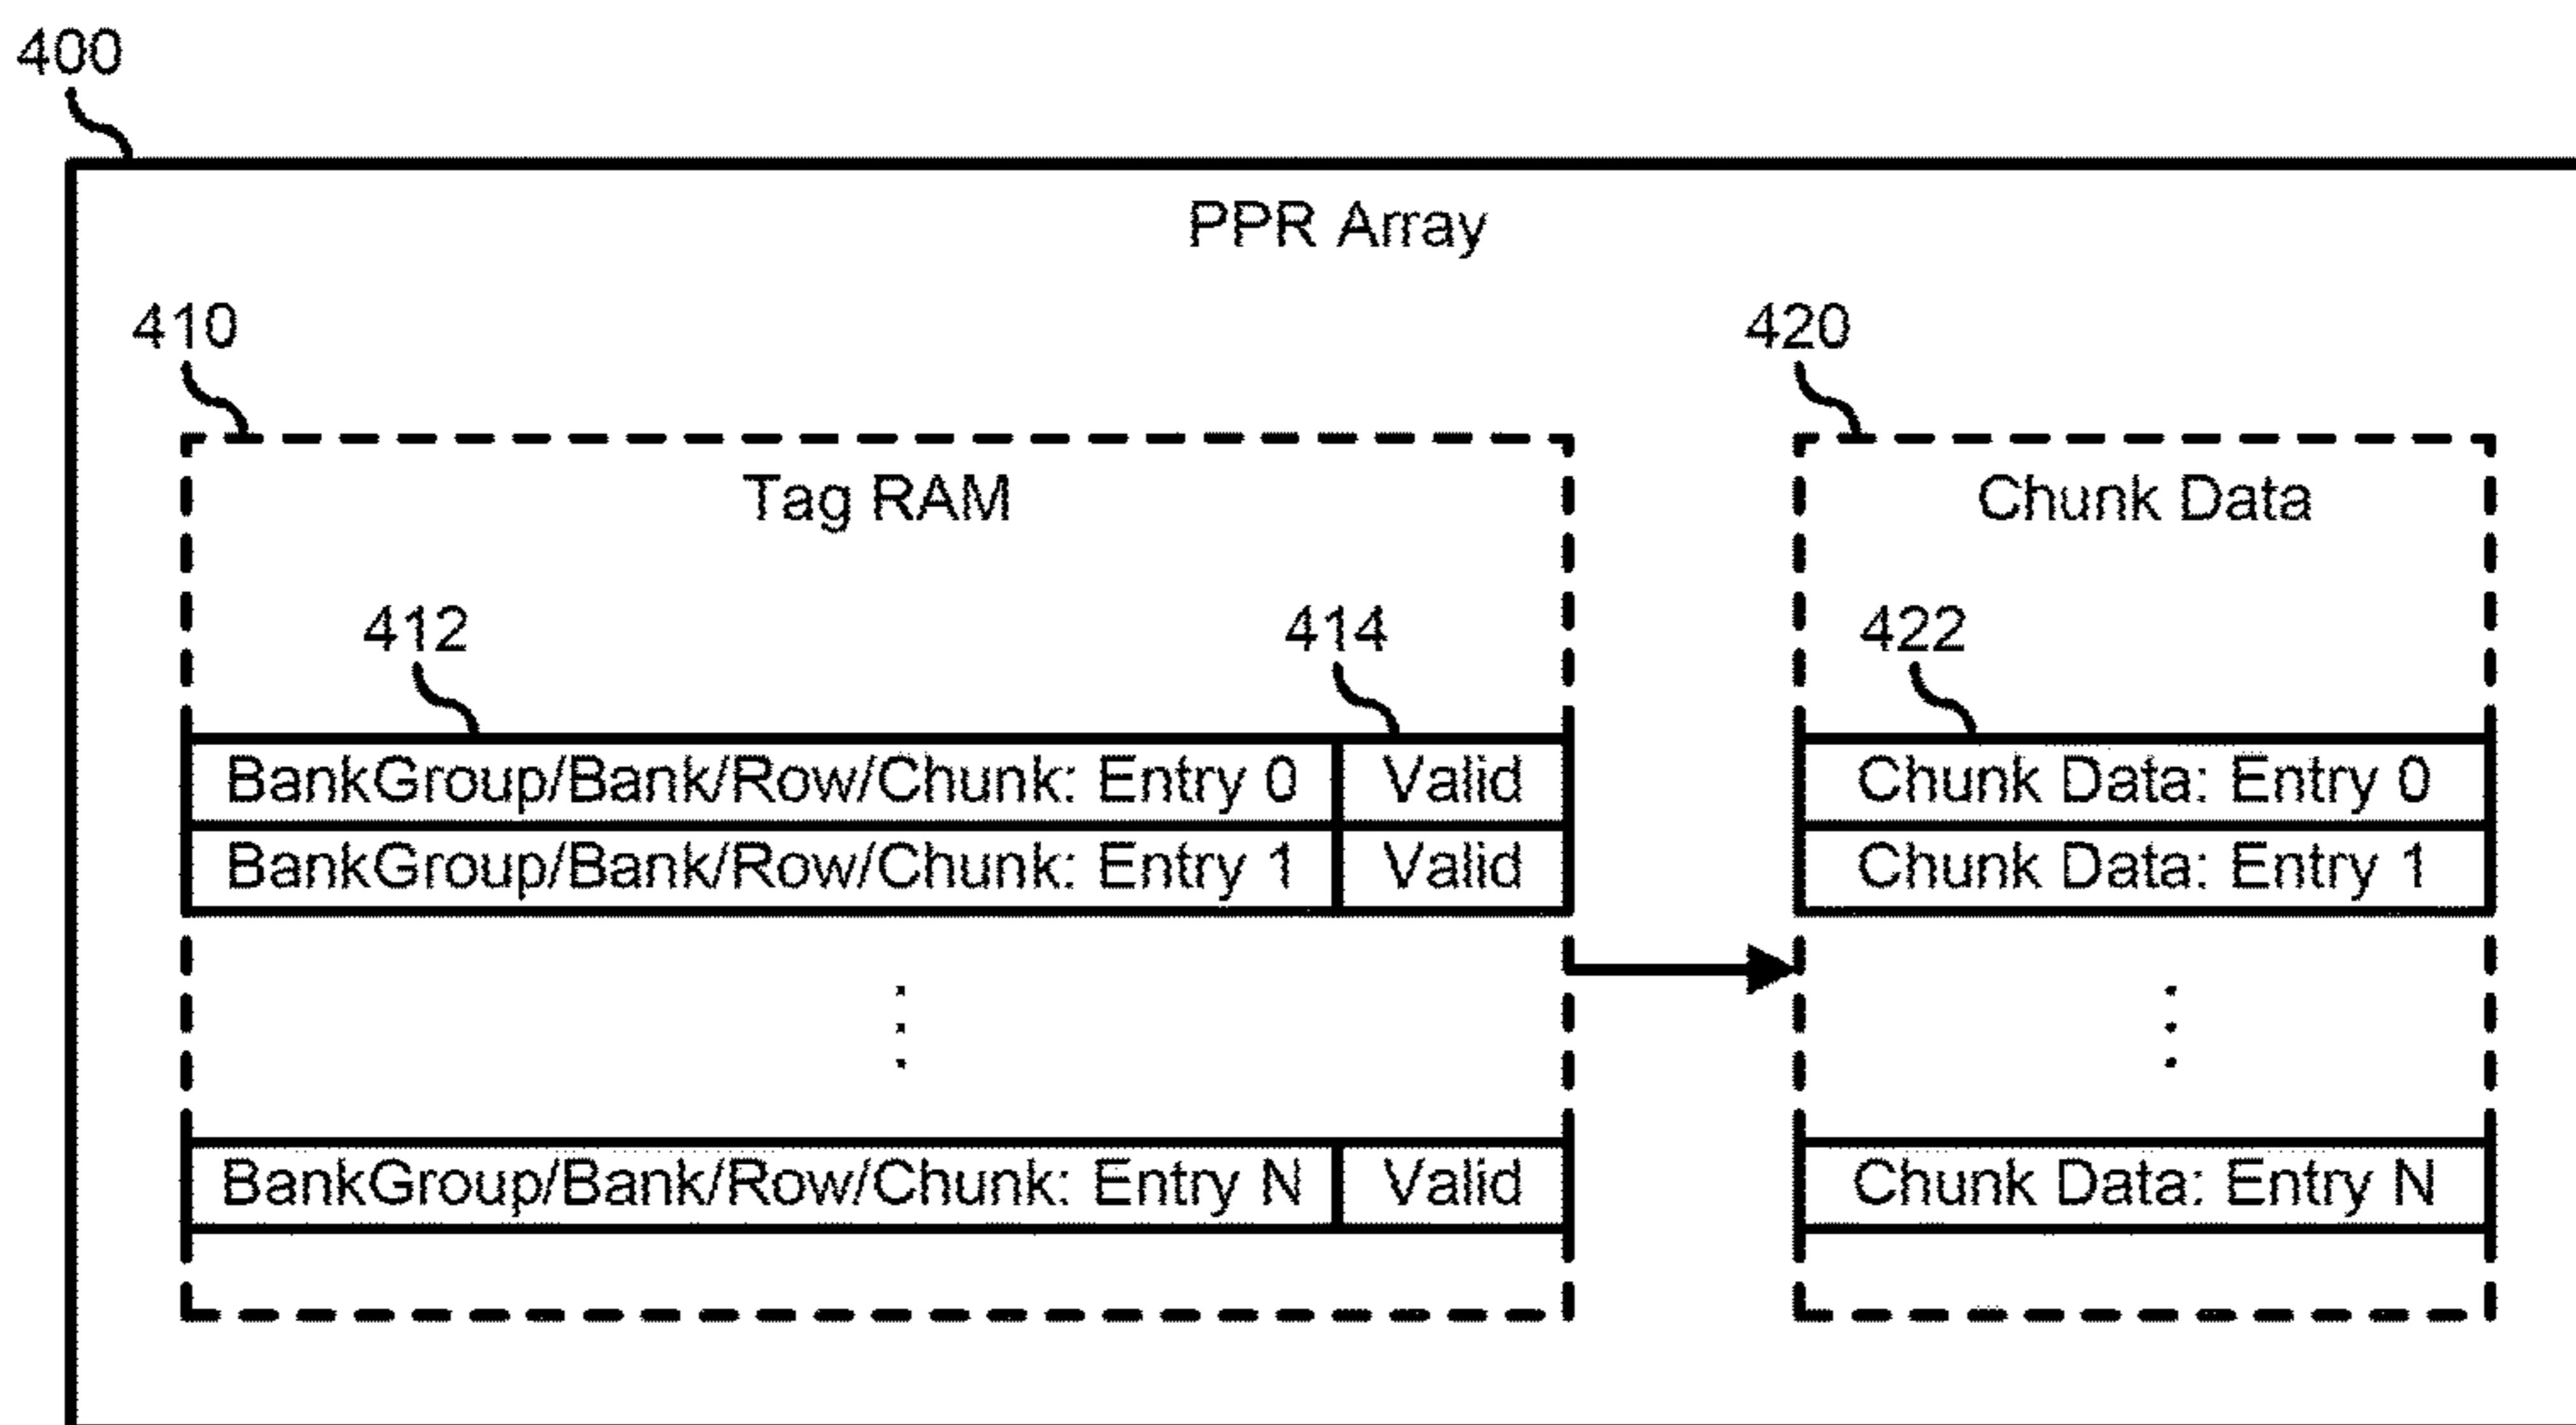 400
PPR Array
410
420
Tag RAM
Chunk Data
412
414
422
BankGroup/Bank/Row/Chunk: Entry 0
Valid
Chunk Data: Entry 0
BankGroup/Bank/Row/Chunk: Entry 1
Valid
Chunk Data: Entry 1
BankGroup/Bank/Row/Chunk: Entry N
Valid
Chunk Data: Entry N